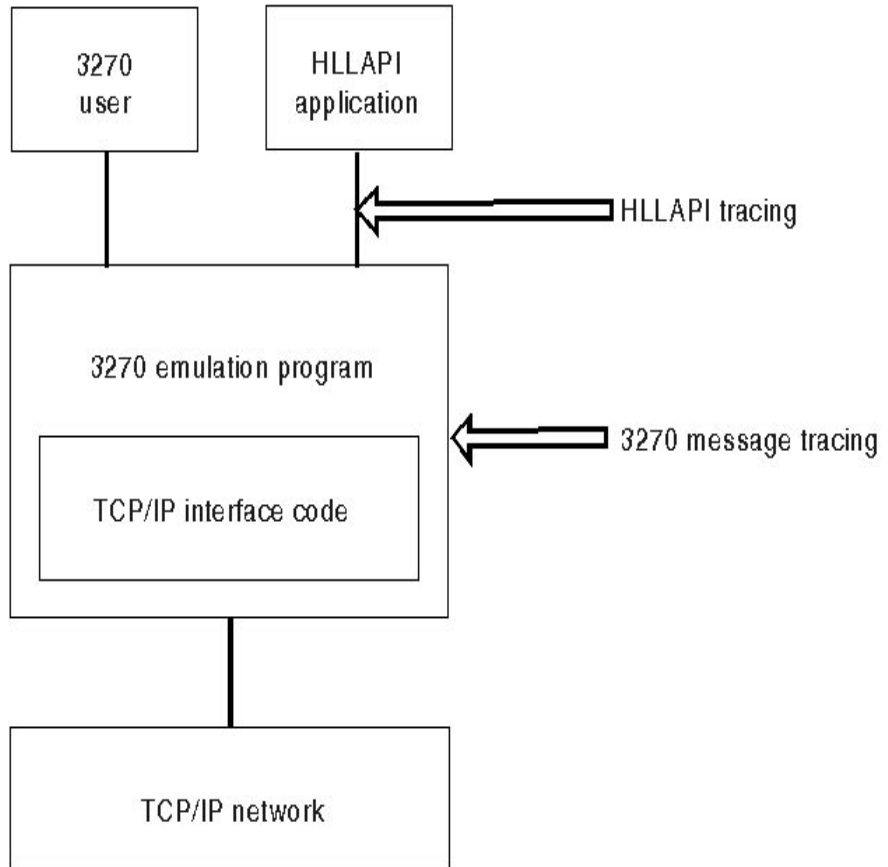 3270
user
HLLAPI
application
HLLAPI tracing
3270 emulation program
3270 message tracing
TCP/IP interface code
TCP/IP network